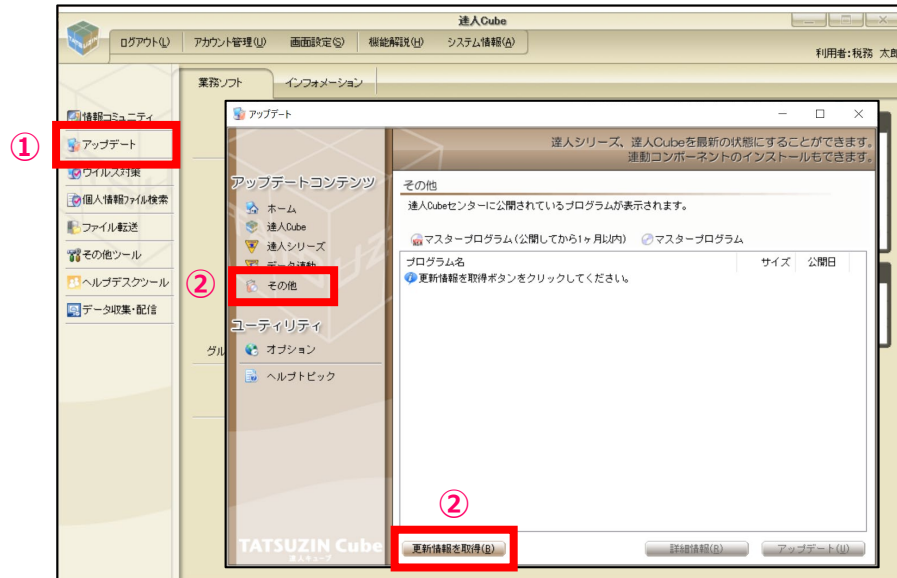 達人Cube
ログアウト(L) アカウント管理(U) 画面設定(S) 機能解説(H) システム情報(A)
利用者:税務 太郎
業務ソフト インフォメーション
情報コミュニティ
①
アップデート
ウイルス対策
個人情報ファイル検索
ファイル転送
その他ツール
ヘルプデスクツール
データ収集・配信
グル
アップデート
達人シリーズ、達人Cubeを最新の状態にすることができます。
連動コンポーネントのインストールもできます。
アップデートコンテンツ
ホーム
達人Cube
達人シリーズ
データ連動
②
その他
ユーティリティ
オプション
ヘルプトピック
TATSUZIN Cube
達人キューブ
その他
達人Cubeセンターに公開されているプログラムが表示されます。
マスタープログラム(公開してから1ヶ月以内) マスタープログラム
プログラム名 サイズ 公開日
更新情報を取得ボタンをクリックしてください。
②
更新情報を取得(B) 詳細情報(R) アップデート(U)